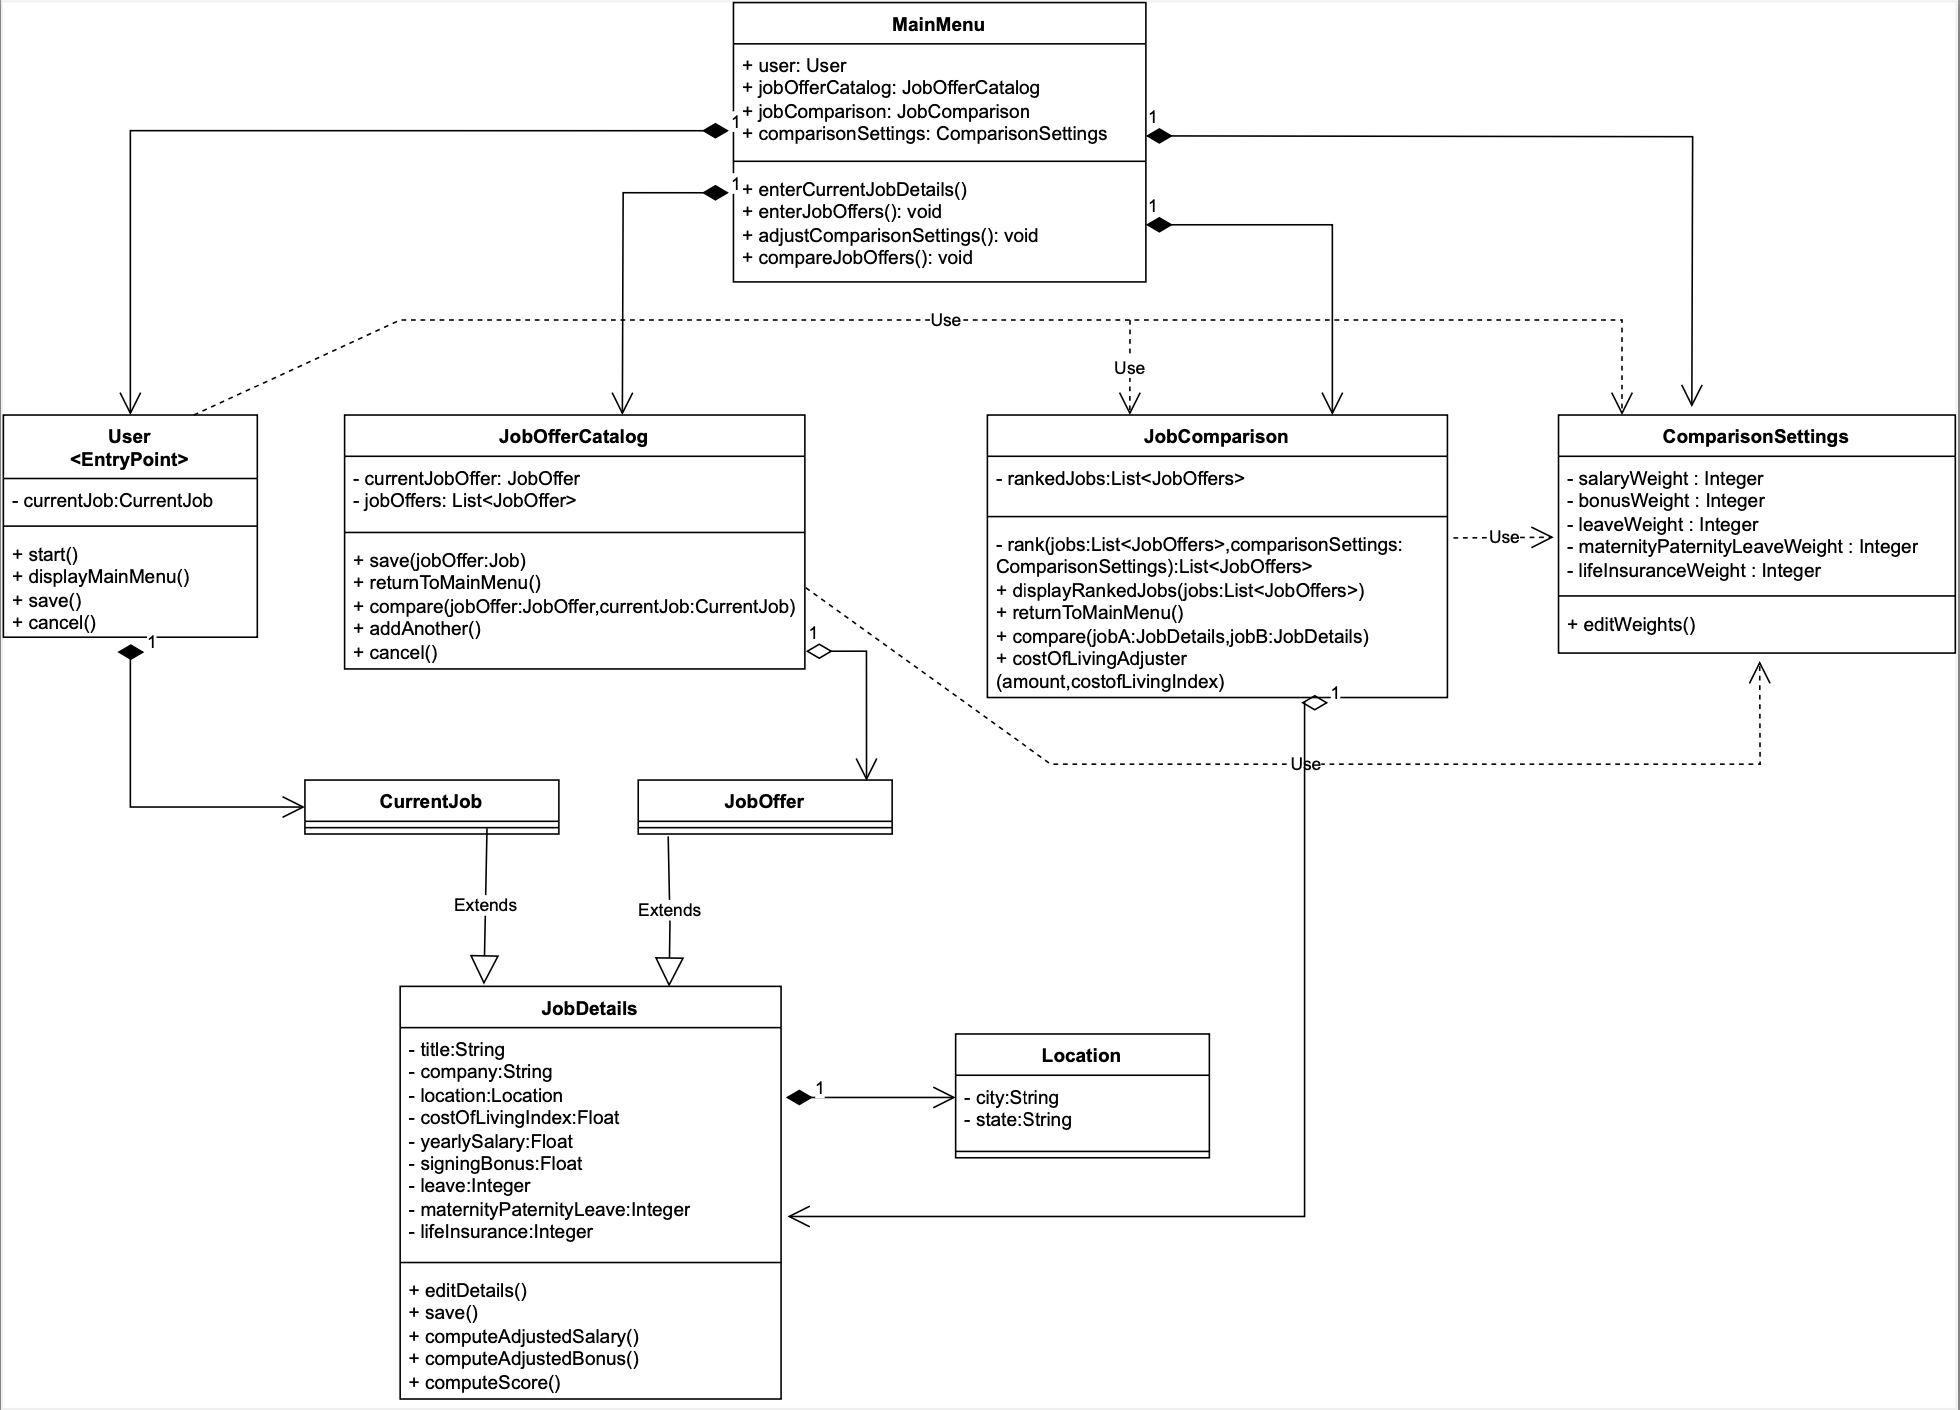 MainMenu
+ user: User
+ jobOfferCatalog: JobOfferCatalog
+ jobComparison: JobComparison
+ comparisonSettings: ComparisonSettings
+ enterCurrentJobDetails()
+ enterJobOffers(): void
+ adjustComparisonSettings(): void
+ compareJobOffers(): void
1
1
1
1
Use
Use
User
<EntryPoint>
- currentJob:CurrentJob
+ start()
+ displayMainMenu()
+ save()
+ cancel()
1
JobOfferCatalog
- currentJobOffer: JobOffer
- jobOffers: List<JobOffer>
+ save(jobOffer:Job)
+ returnToMainMenu()
+ compare(jobOffer:JobOffer,currentJob:CurrentJob)
+ addAnother()
+ cancel()
1
JobComparison
- rankedJobs:List<JobOffers>
- rank(jobs:List<JobOffers>,comparisonSettings:
ComparisonSettings):List<JobOffers>
+ displayRankedJobs(jobs:List<JobOffers>)
+ returnToMainMenu()
+ compare(jobA:JobDetails,jobB:JobDetails)
+ costOfLivingAdjuster
(amount,costofLivingIndex)
1
Use
ComparisonSettings
- salaryWeight : Integer
- bonusWeight : Integer
- leaveWeight : Integer
- maternityPaternityLeaveWeight : Integer
- lifeInsuranceWeight : Integer
+ editWeights()
Use
CurrentJob
JobOffer
Extends
Extends
JobDetails
- title:String
- company:String
- location:Location
- costOfLivingIndex:Float
- yearlySalary:Float
- signingBonus:Float
- leave:Integer
- maternityPaternityLeave:Integer
- lifeInsurance:Integer
+ editDetails()
+ save()
+ computeAdjustedSalary()
+ computeAdjustedBonus()
+ computeScore()
1
Location
- city:String
- state:String